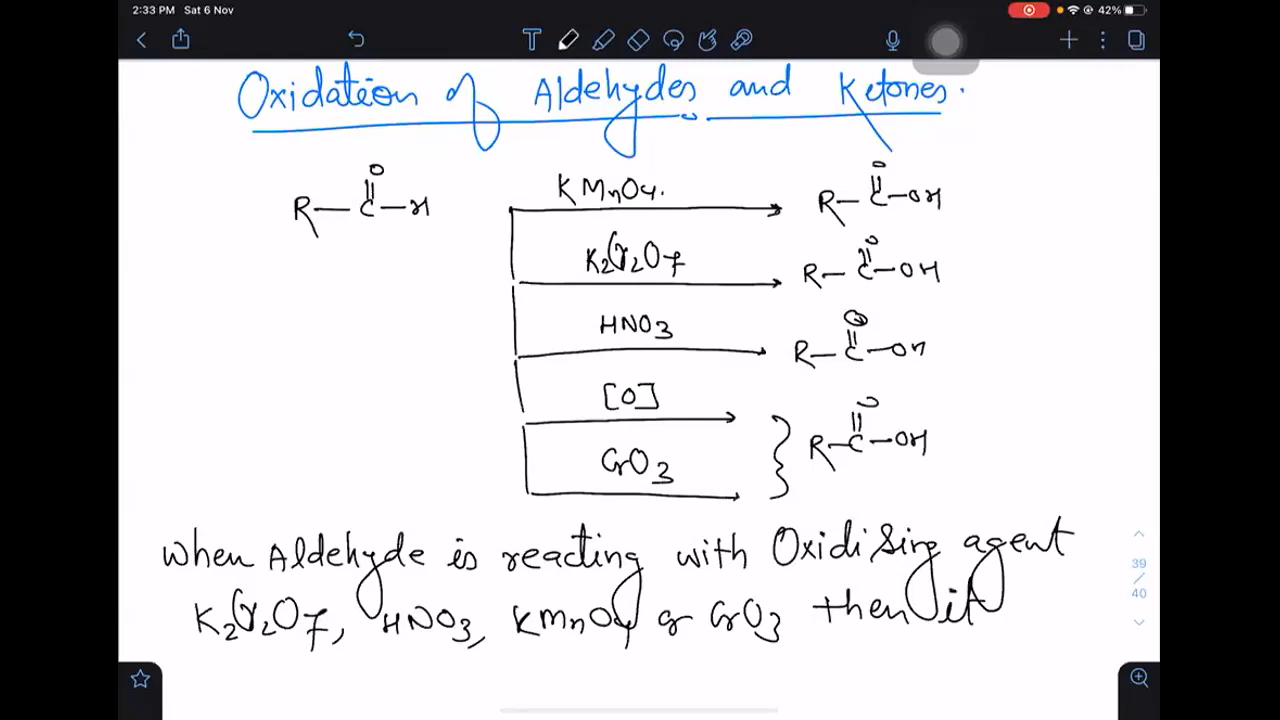 2:33 PM Sat 6 Nov
42%
Oxidation of Aldehydes and Ketones.
R-C-H
O
KMnO4.
R-C-OH
O
K2Cr2O7
R-C-OH
O
HNO3
R-C-OH
O
[O]
CrO3
R-C-OH
O
When Aldehyde is reacting with Oxidising agent
K2Cr2O7, HNO3, KMnO4 or CrO3 then it
39
/
40